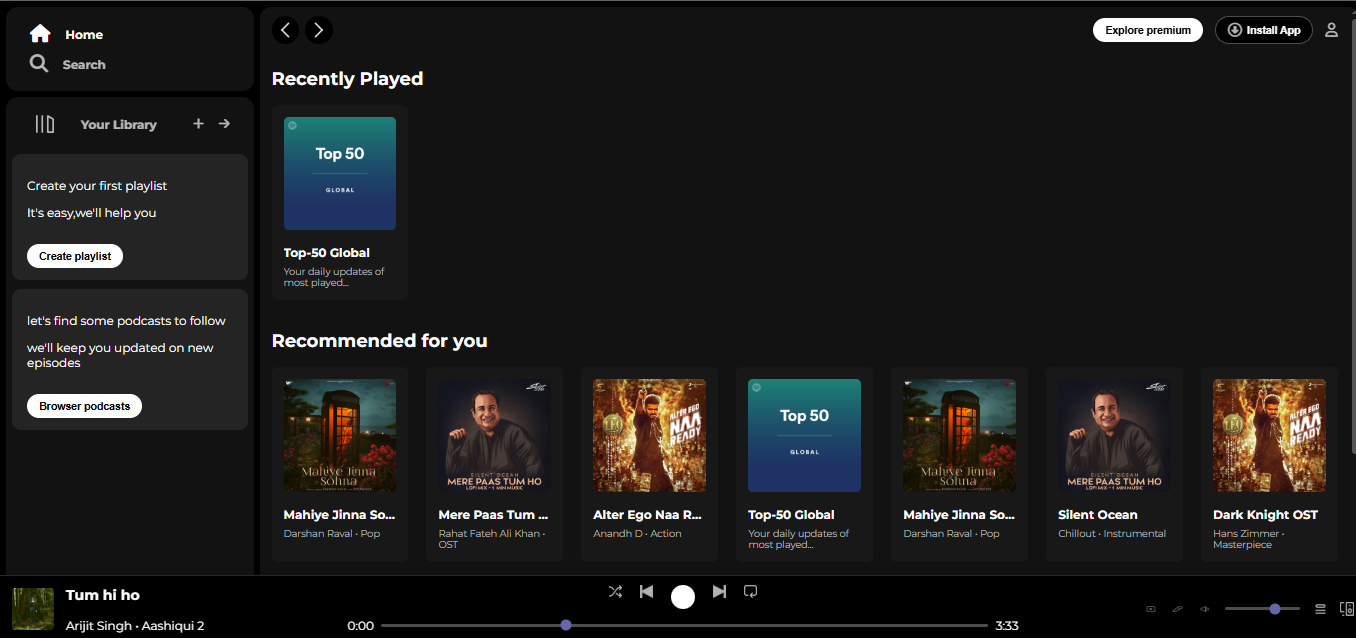 Home
Search
Your Library
Create your first playlist
It's easy,we'll help you
Create playlist
let's find some podcasts to follow
we'll keep you updated on new
episodes
Browser podcasts
Explore premium
Install App
Recently Played
Top 50
GLOBAL
Top-50 Global
Your daily updates of
most played...
Recommended for you
Mahiye Jinna
Sohna
Mahiye Jinna So...
Darshan Raval • Pop
SILENT OCEAN
MERE PAAS TUM HO
LOFI MIX - 1 MIN MUSIC
Mere Paas Tum ...
Rahat Fateh Ali Khan •
OST
ALTER EGO
NAA
READY
Alter Ego Naa R...
Anandh D • Action
Top 50
GLOBAL
Top-50 Global
Your daily updates of
most played...
Mahiye Jinna
Sohna
Mahiye Jinna So...
Darshan Raval • Pop
SILENT OCEAN
MERE PAAS TUM HO
LOFI MIX - 1 MIN MUSIC
Silent Ocean
Chillout • Instrumental
ALTER EGO
NAA
READY
Dark Knight OST
Hans Zimmer •
Masterpiece
Tum hi ho
Arijit Singh • Aashiqui 2
0:00
3:33